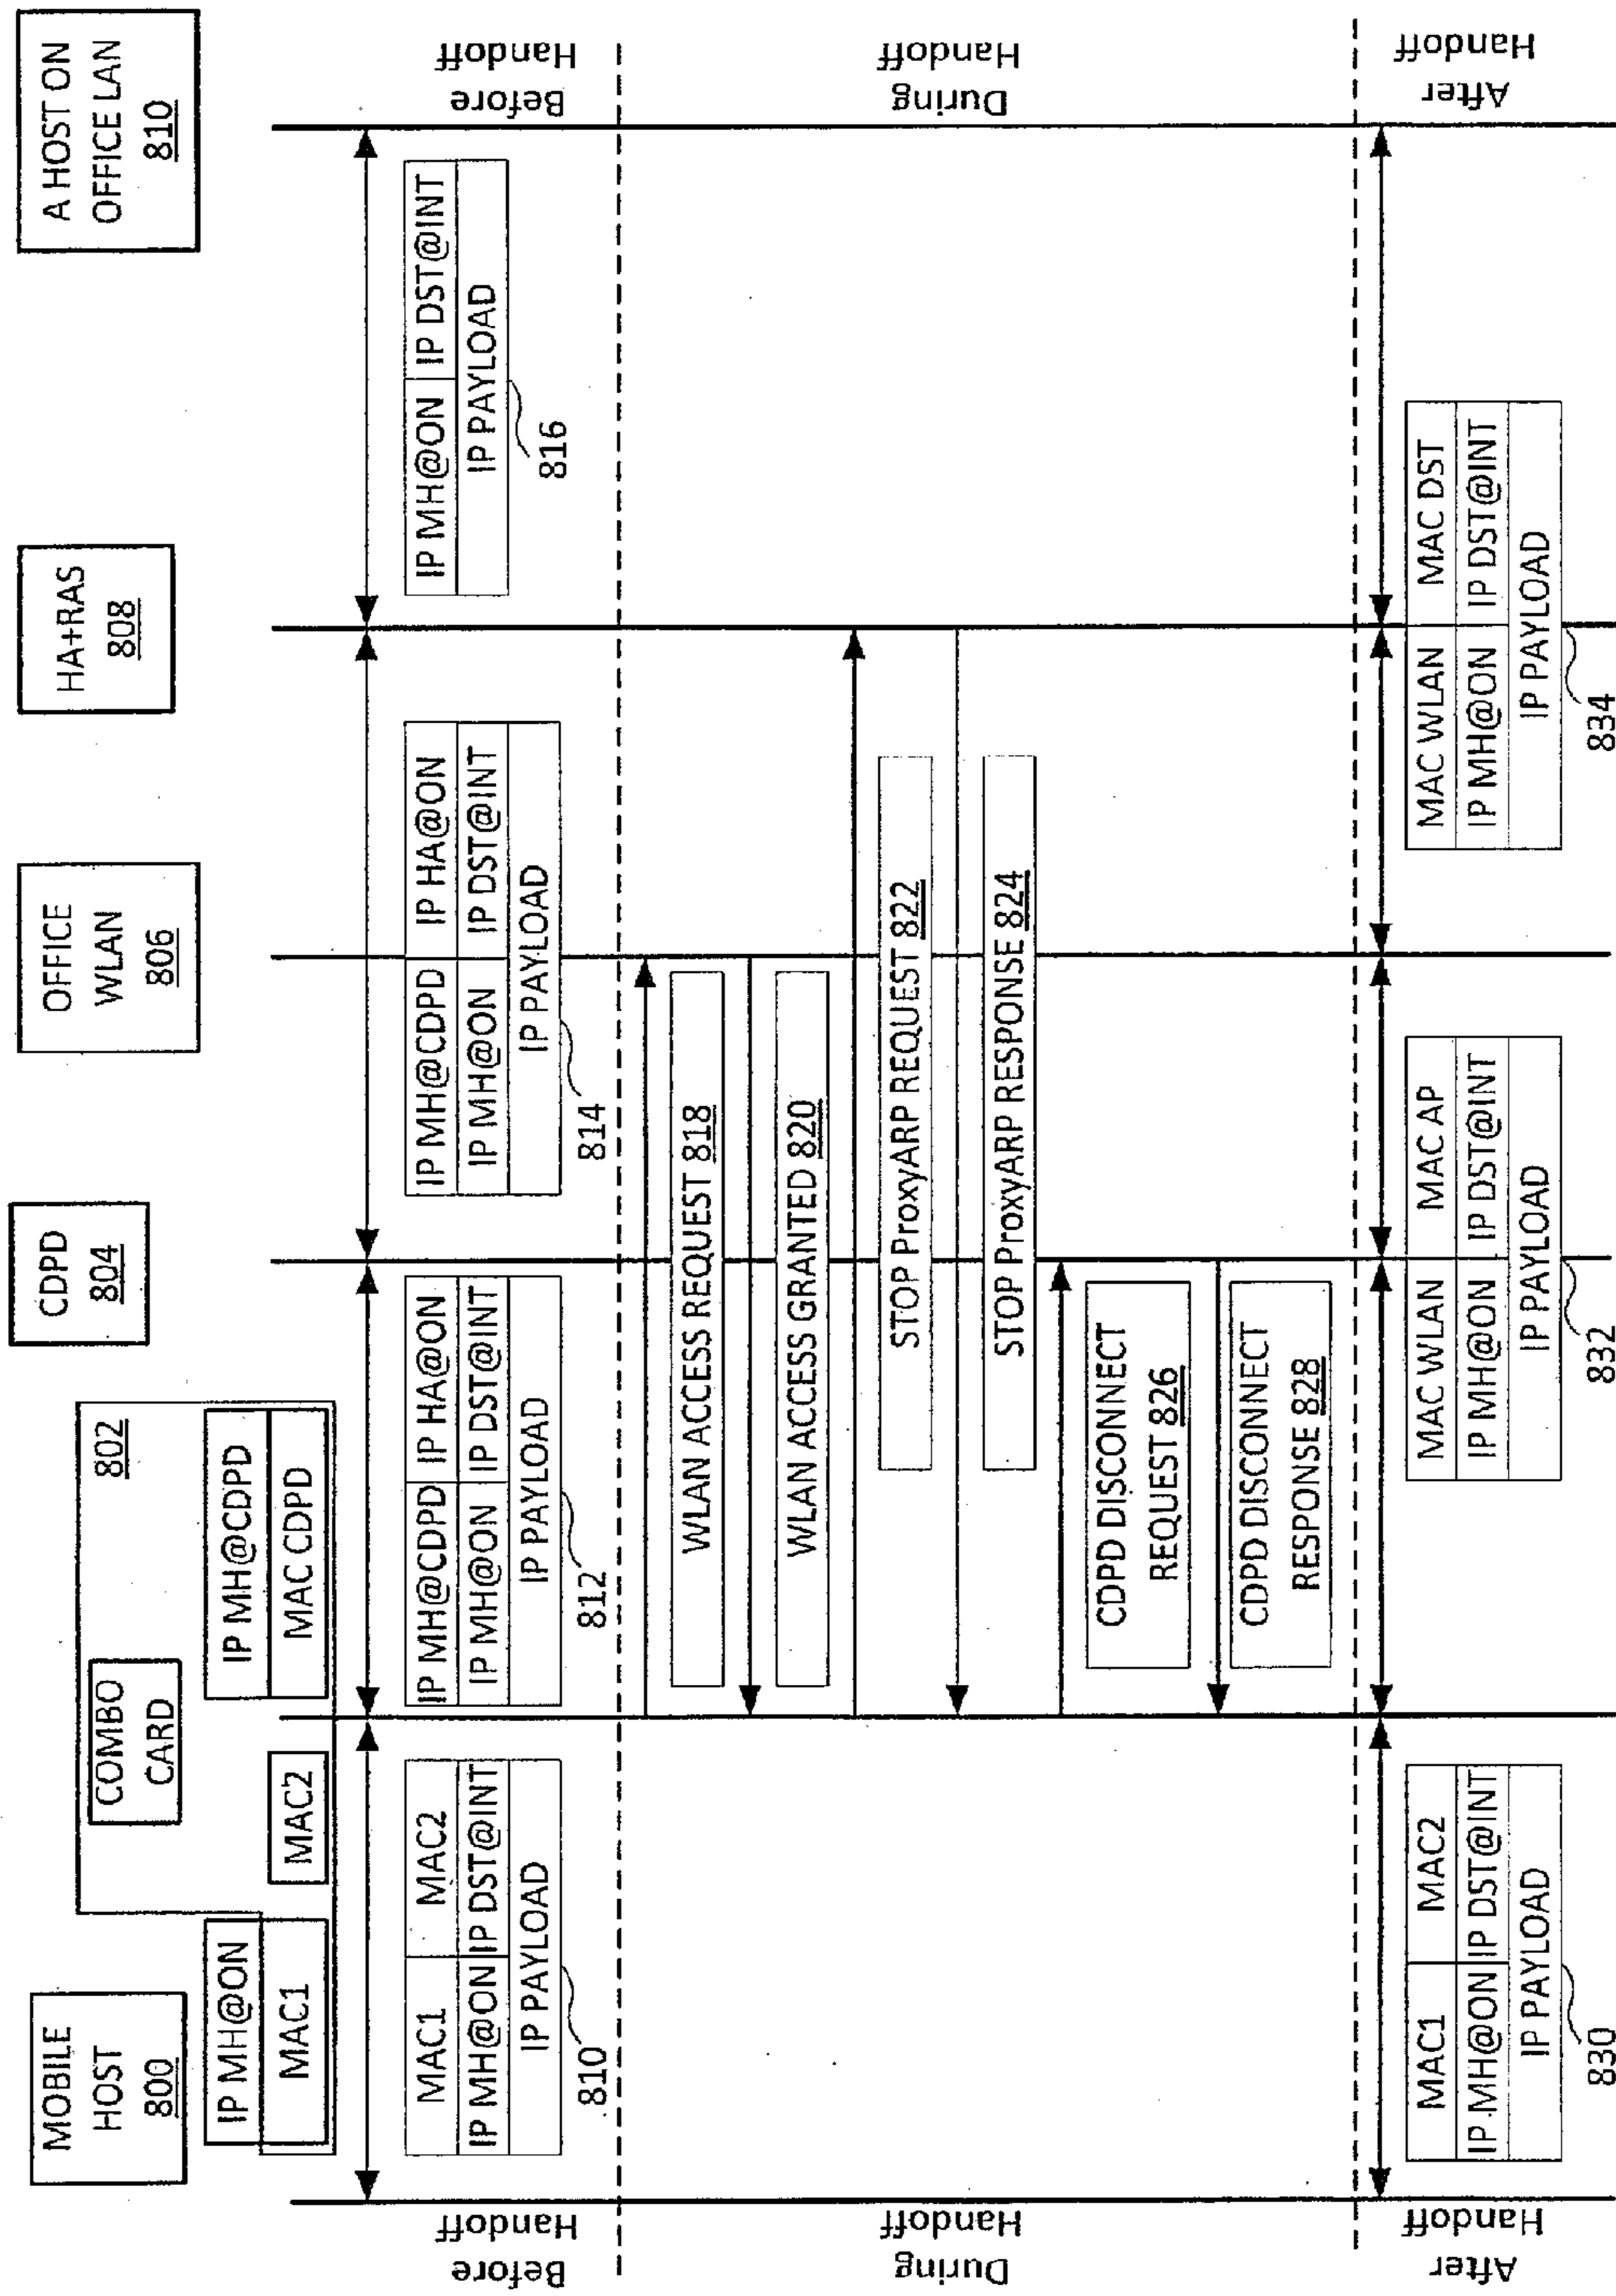 MOBILE
HOST
800
COMBO
CARD
802
CDPD
804
OFFICE
WLAN
806
HA+RAS
808
A HOST ON
OFFICE LAN
810
IP MH@ON
MAC1
MAC2
IP MH@CDPD
MAC CDPD
Before
Handoff
MAC1 MAC2
IP MH@ON IP DST@INT
IP PAYLOAD
810
IP MH@CDPD IP HA@ON
IP MH@ON IP DST@INT
IP PAYLOAD
812
IP MH@CDPD IP HA@ON
IP MH@ON IP DST@INT
IP PAYLOAD
814
IP MH@ON IP DST@INT
IP PAYLOAD
816
Before
Handoff
During
Handoff
WLAN ACCESS REQUEST 818
WLAN ACCESS GRANTED 820
STOP ProxyARP REQUEST 822
STOP ProxyARP RESPONSE 824
CDPD DISCONNECT
REQUEST 826
CDPD DISCONNECT
RESPONSE 828
During
Handoff
After
Handoff
MAC1 MAC2
IP MH@ON IP DST@INT
IP PAYLOAD
830
MAC WLAN MAC AP
IP MH@ON IP DST@INT
IP PAYLOAD
832
MAC WLAN MAC DST
IP MH@ON IP DST@INT
IP PAYLOAD
834
After
Handoff